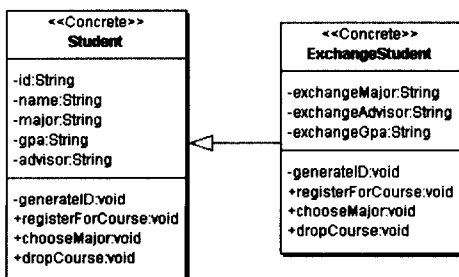 <<Concrete>>
Student
-id:String
-name:String
-major:String
-gpa:String
-advisor:String
-generateID:void
+registerForCourse:void
+chooseMajor:void
+dropCourse:void
<<Concrete>>
ExchangeStudent
-exchangeMajor:String
-exchangeAdvisor:String
-exchangeGpa:String
-generateID:void
+registerForCourse:void
+chooseMajor:void
+dropCourse:void